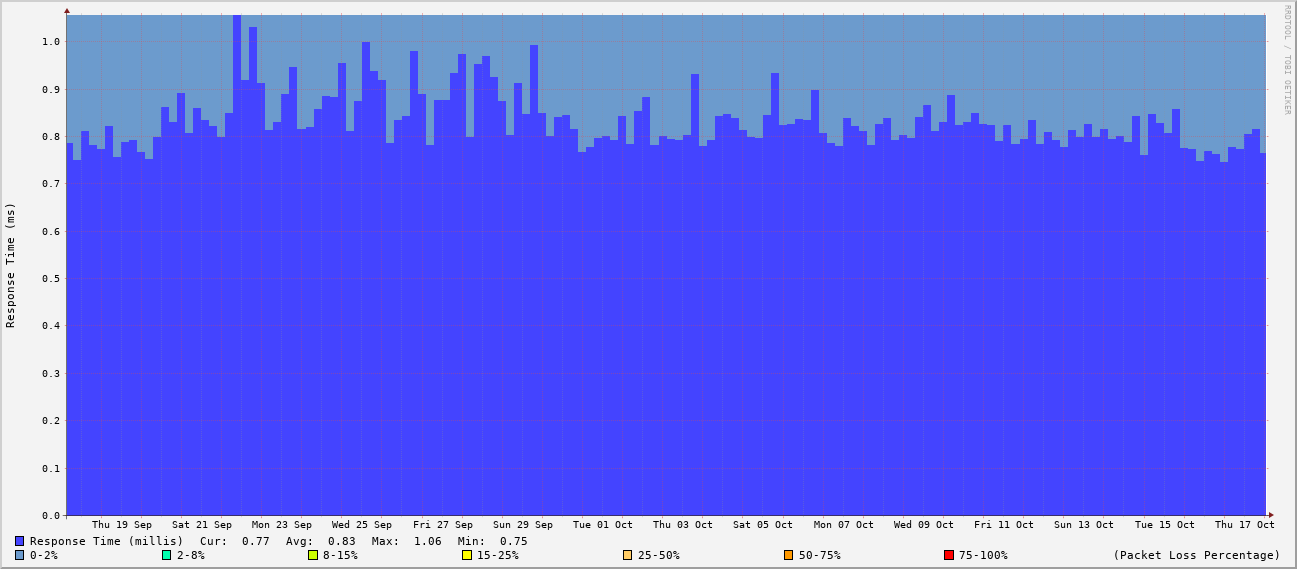 RRDTOOL / TOBI OETIKER
Response Time (ms)
1.0
0.9
0.8
0.7
0.6
0.5
0.4
0.3
0.2
0.1
0.0
Thu 19 Sep Sat 21 Sep Mon 23 Sep Wed 25 Sep Fri 27 Sep Sun 29 Sep Tue 01 Oct Thu 03 Oct Sat 05 Oct Mon 07 Oct Wed 09 Oct Fri 11 Oct Sun 13 Oct Tue 15 Oct Thu 17 Oct
Response Time (millis) Cur: 0.77 Avg: 0.83 Max: 1.06 Min: 0.75
0-2% 2-8% 8-15% 15-25% 25-50% 50-75% 75-100% (Packet Loss Percentage)